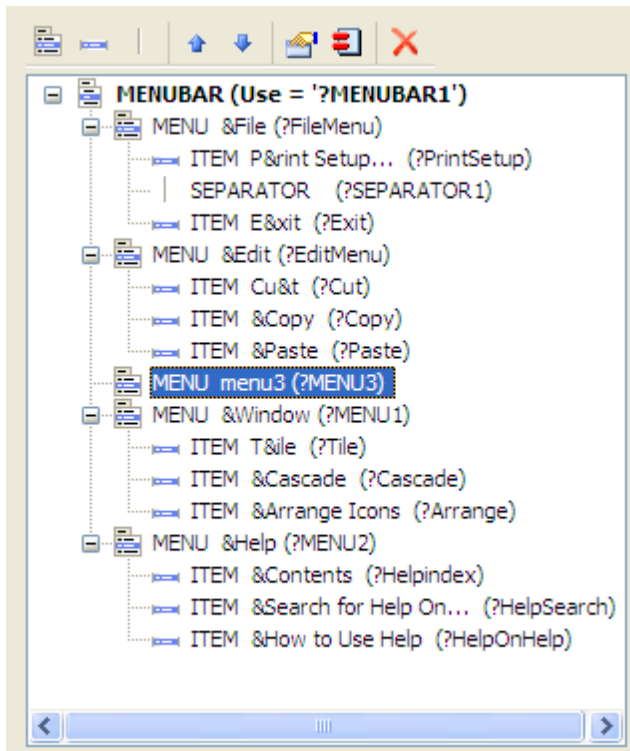 MENUBAR (Use = '?MENUBAR1')
MENU &File (?FileMenu)
ITEM P&rint Setup... (?PrintSetup)
SEPARATOR (?SEPARATOR1)
ITEM E&xit (?Exit)
MENU &Edit (?EditMenu)
ITEM Cu&t (?Cut)
ITEM &Copy (?Copy)
ITEM &Paste (?Paste)
MENU menu3 (?MENU3)
MENU &Window (?MENU1)
ITEM T&ile (?Tile)
ITEM &Cascade (?Cascade)
ITEM &Arrange Icons (?Arrange)
MENU &Help (?MENU2)
ITEM &Contents (?Helpindex)
ITEM &Search for Help On... (?HelpSearch)
ITEM &How to Use Help (?HelpOnHelp)